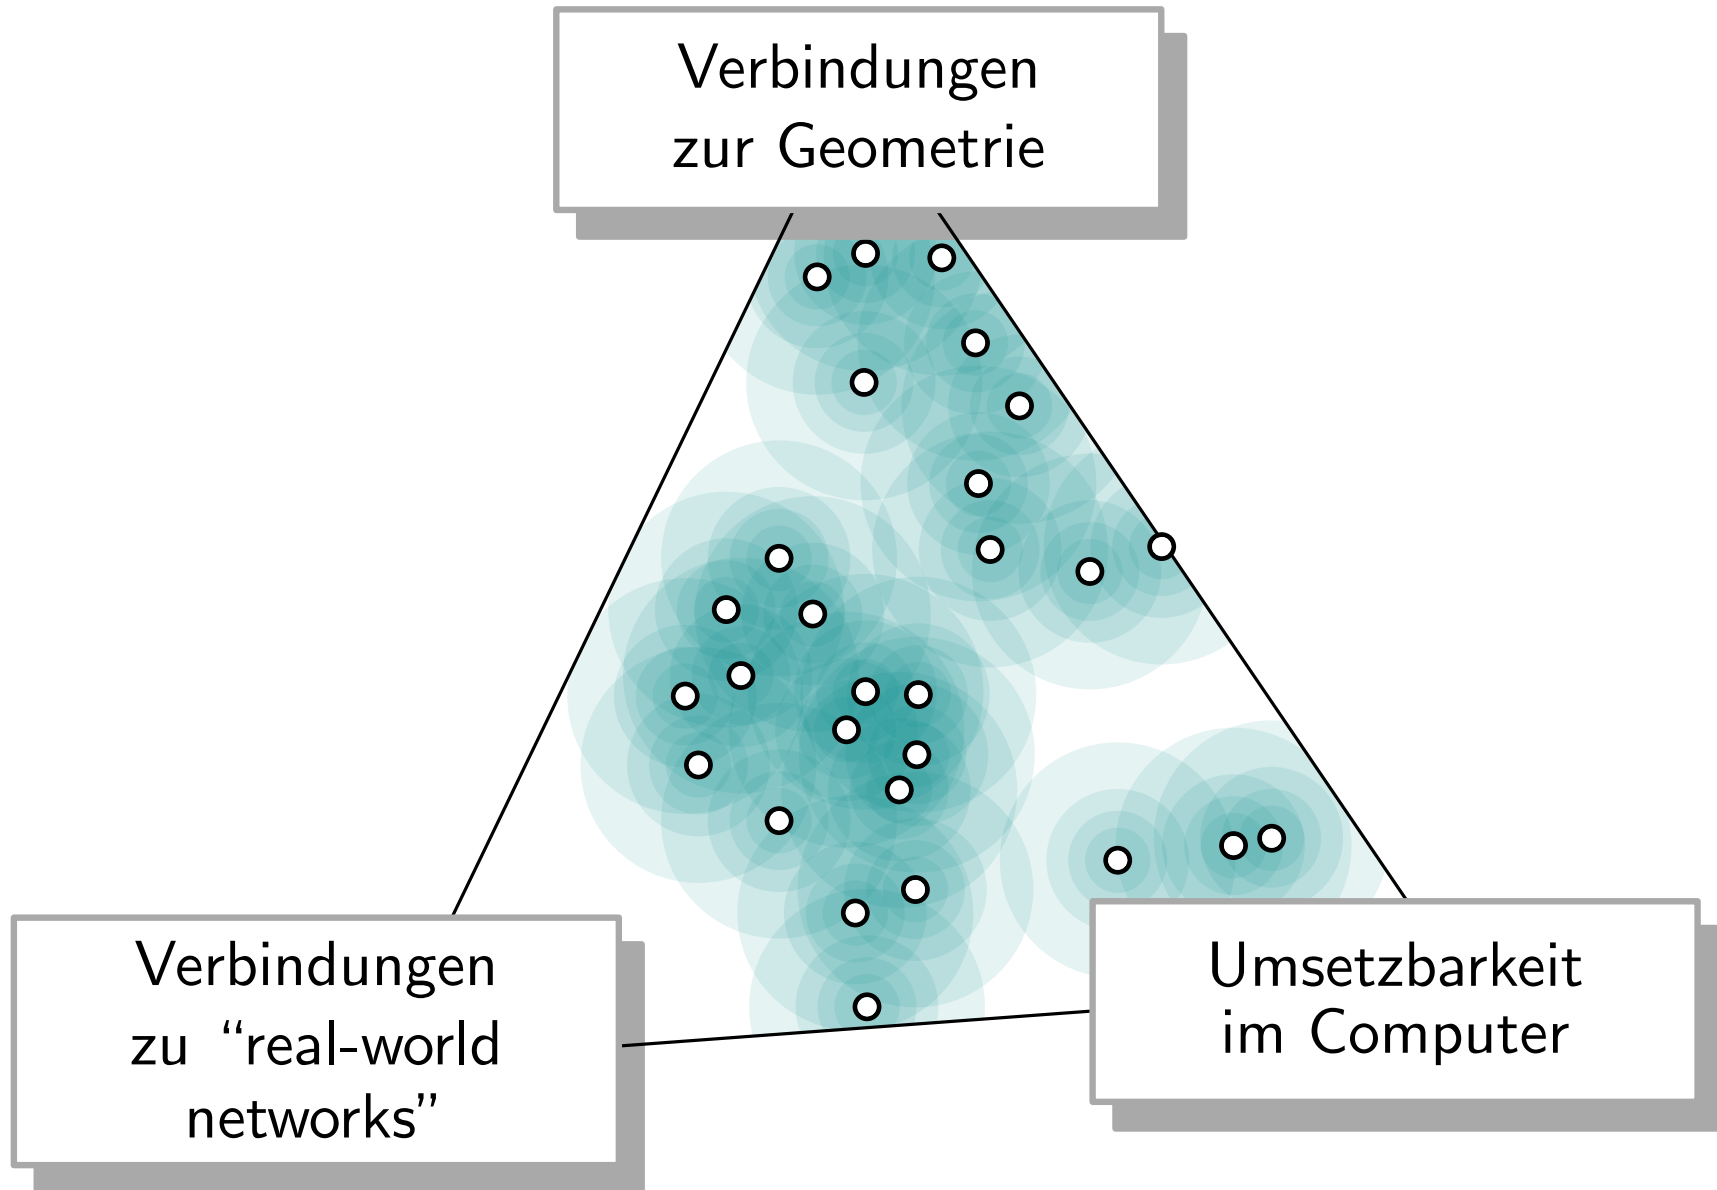 Verbindungen
zur Geometrie
Verbindungen
zu “real-world
networks”
Umsetzbarkeit
im Computer